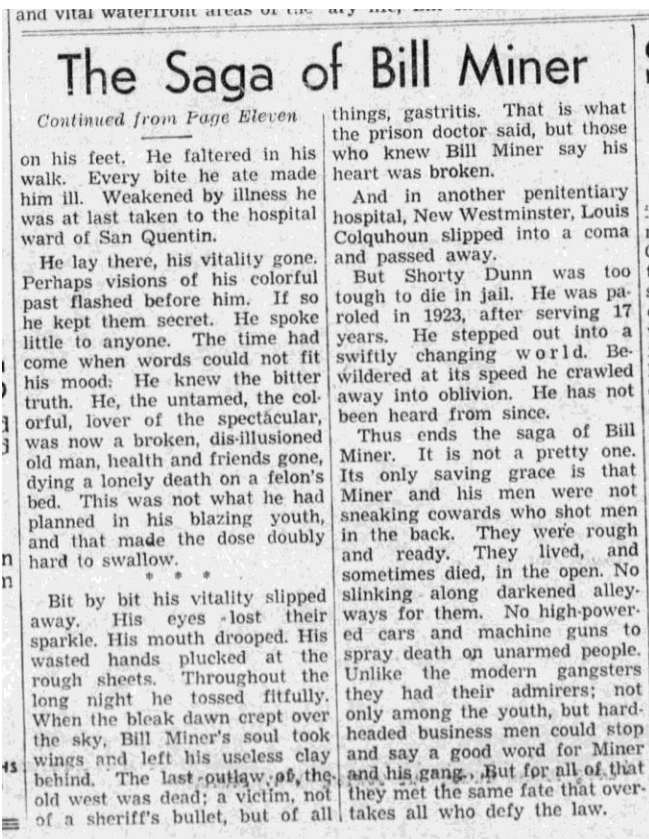 and vital waterfront areas of the
The Saga of Bill Miner
Continued from Page Eleven
on his feet. He faltered in his
walk. Every bite he ate made
him ill. Weakened by illness he
was at last taken to the hospital
ward of San Quentin.
He lay there, his vitality gone.
Perhaps visions of his colorful
past flashed before him. If so
he kept them secret. He spoke
little to anyone. The time had
come when words could not fit
his mood. He knew the bitter
truth. He, the untamed, the col-
orful, lover of the spectacular,
was now a broken, dis-illusioned
old man, health and friends gone,
dying a lonely death on a felon's
bed. This was not what he had
planned in his blazing youth,
and that made the dose doubly
hard to swallow.
* * *
Bit by bit his vitality slipped
away. His eyes lost their
sparkle. His mouth drooped. His
wasted hands plucked at the
rough sheets. Throughout the
long night he tossed fitfully.
When the bleak dawn crept over
the sky, Bill Miner's soul took
wings and left his useless clay
behind. The last outlaw of the
old west was dead; a victim, not
of a sheriff's bullet, but of all
things, gastritis. That is what
the prison doctor said, but those
who knew Bill Miner say his
heart was broken.
And in another penitentiary
hospital, New Westminster, Louis
Colquhoun slipped into a coma
and passed away.
But Shorty Dunn was too
tough to die in jail. He was pa-
roled in 1923, after serving 17
years. He stepped out into a
swiftly changing world. Be-
wildered at its speed he crawled
away into oblivion. He has not
been heard from since.
Thus ends the saga of Bill
Miner. It is not a pretty one.
Its only saving grace is that
Miner and his men were not
sneaking cowards who shot men
in the back. They were rough
and ready. They lived, and
sometimes died, in the open. No
slinking along darkened alley-
ways for them. No high-power-
ed cars and machine guns to
spray death on unarmed people.
Unlike the modern gangsters
they had their admirers; not
only among the youth, but hard-
headed business men could stop
and say a good word for Miner
and his gang. But for all of that
they met the same fate that over-
takes all who defy the law.